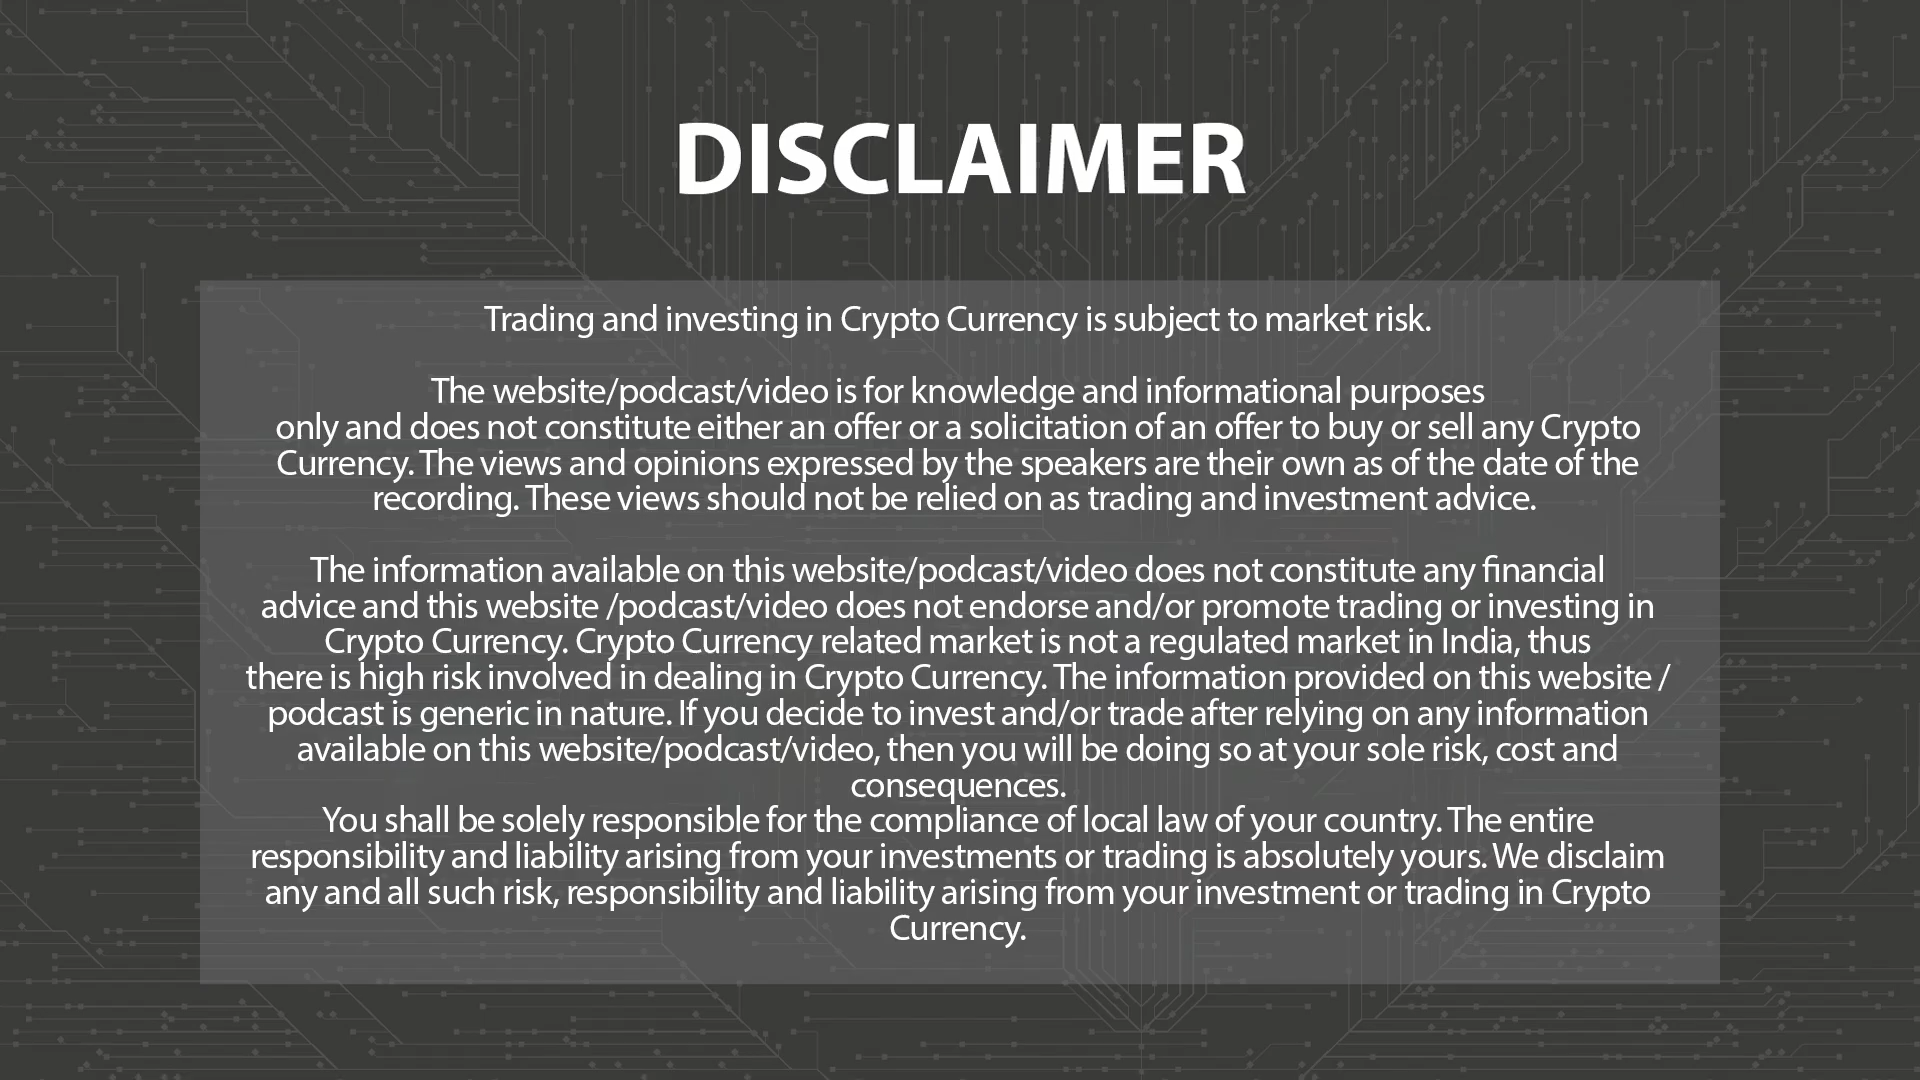 DISCLAIMER
Trading and investing in Crypto Currency is subject to market risk.
The website/podcast/video is for knowledge and informational purposes
only and does not constitute either an offer or a solicitation of an offer to buy or sell any Crypto
Currency. The views and opinions expressed by the speakers are their own as of the date of the
recording. These views should not be relied on as trading and investment advice.
The information available on this website/podcast/video does not constitute any financial
advice and this website /podcast/video does not endorse and/or promote trading or investing in
Crypto Currency. Crypto Currency related market is not a regulated market in India, thus
there is high risk involved in dealing in Crypto Currency. The information provided on this website /
podcast is generic in nature. If you decide to invest and/or trade after relying on any information
available on this website/podcast/video, then you will be doing so at your sole risk, cost and
consequences.
You shall be solely responsible for the compliance of local law of your country. The entire
responsibility and liability arising from your investments or trading is absolutely yours. We disclaim
any and all such risk, responsibility and liability arising from your investment or trading in Crypto
Currency.